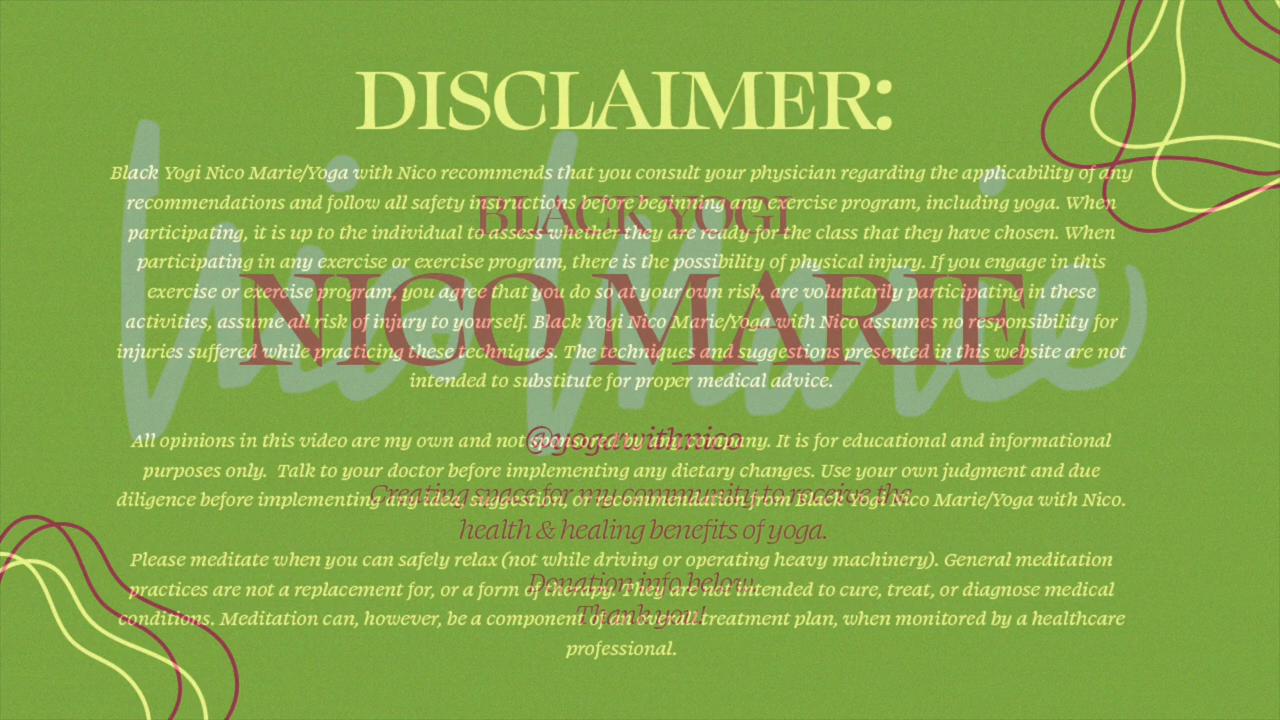 DISCLAIMER:
Black Yogi Nico Marie/Yoga with Nico recommends that you consult your physician regarding the applicability of any
recommendations and follow all safety instructions before beginning any exercise program, including yoga. When
BLACK YOGI
participating, it is up to the individual to assess whether they are ready for the class that they have chosen. When
participating in any exercise or exercise program, there is the possibility of physical injury. If you engage in this
exercise or exercise program, you agree that you do so at your own risk, are voluntarily participating in these
NICO MARIE
Nico Marie
activities, assume all risk of injury to yourself. Black Yogi Nico Marie/Yoga with Nico assumes no responsibility for
injuries suffered while practicing these techniques. The techniques and suggestions presented in this website are not
intended to substitute for proper medical advice.
All opinions in this video are my own and not sponsored by any company. It is for educational and informational
@yogawithnico
purposes only. Talk to your doctor before implementing any dietary changes. Use your own judgment and due
diligence before implementing any idea, suggestion, or recommendation from Black Yogi Nico Marie/Yoga with Nico.
Creating space for my community to receive the
health & healing benefits of yoga.
Please meditate when you can safely relax (not while driving or operating heavy machinery). General meditation
Donation info below.
practices are not a replacement for, or a form of therapy. They are not intended to cure, treat, or diagnose medical
Thank you!
conditions. Meditation can, however, be a component of an treatment plan, when monitored by a healthcare
professional.